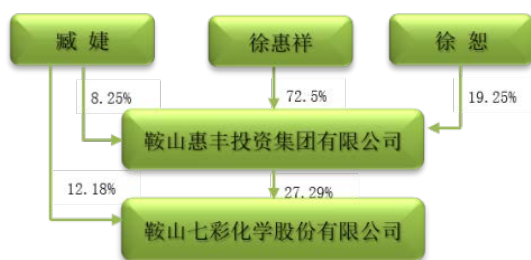 臧 婕
徐惠祥
徐 恕
8.25%
72.5%
19.25%
鞍山惠丰投资集团有限公司
12.18%
27.29%
鞍山七彩化学股份有限公司